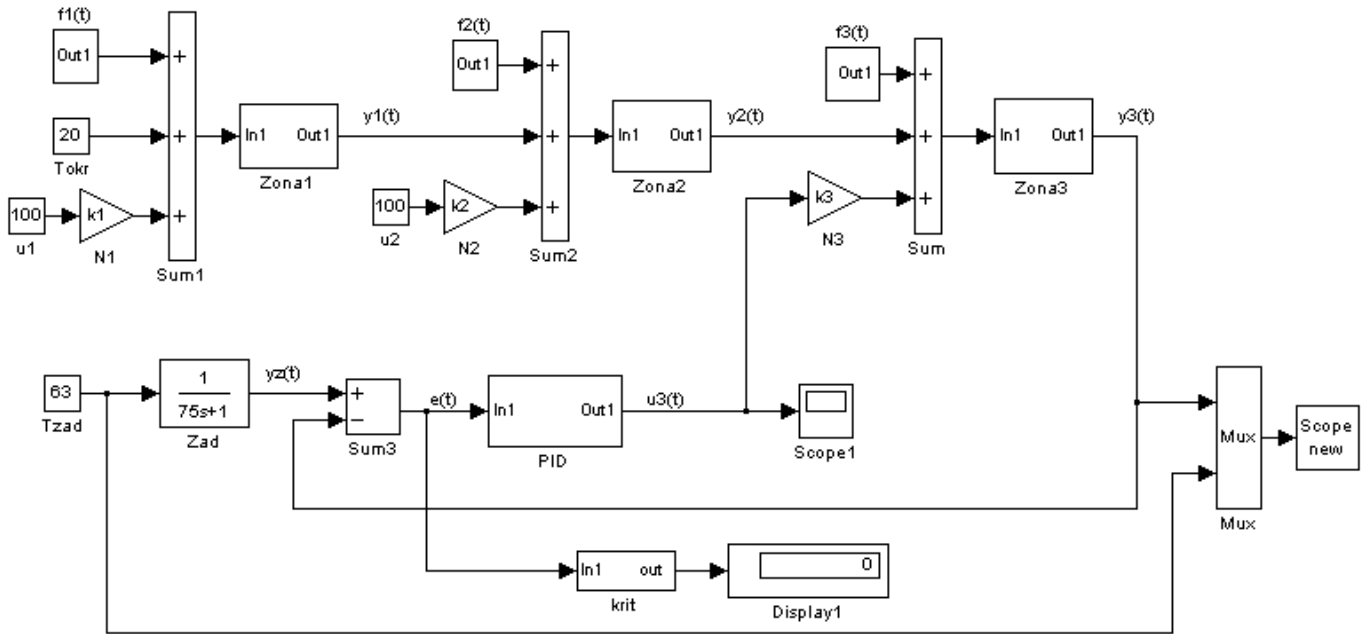 f1(t)
Out1
+
20
Tokr
+
100
u1
k1
N1
+
Sum1
In1 Out1
Zona1
y1(t)
f2(t)
Out1
+
+
100
u2
k2
N2
+
Sum2
In1 Out1
Zona2
y2(t)
f3(t)
Out1
+
+
k3
N3
+
Sum
In1 Out1
Zona3
y3(t)
63
Tzad
1
75s+1
Zad
yz(t)
+
−
Sum3
e(t)
In1 Out1
PID
u3(t)
Scope1
Mux
Mux
Scope
new
In1 out
krit
0
Display1